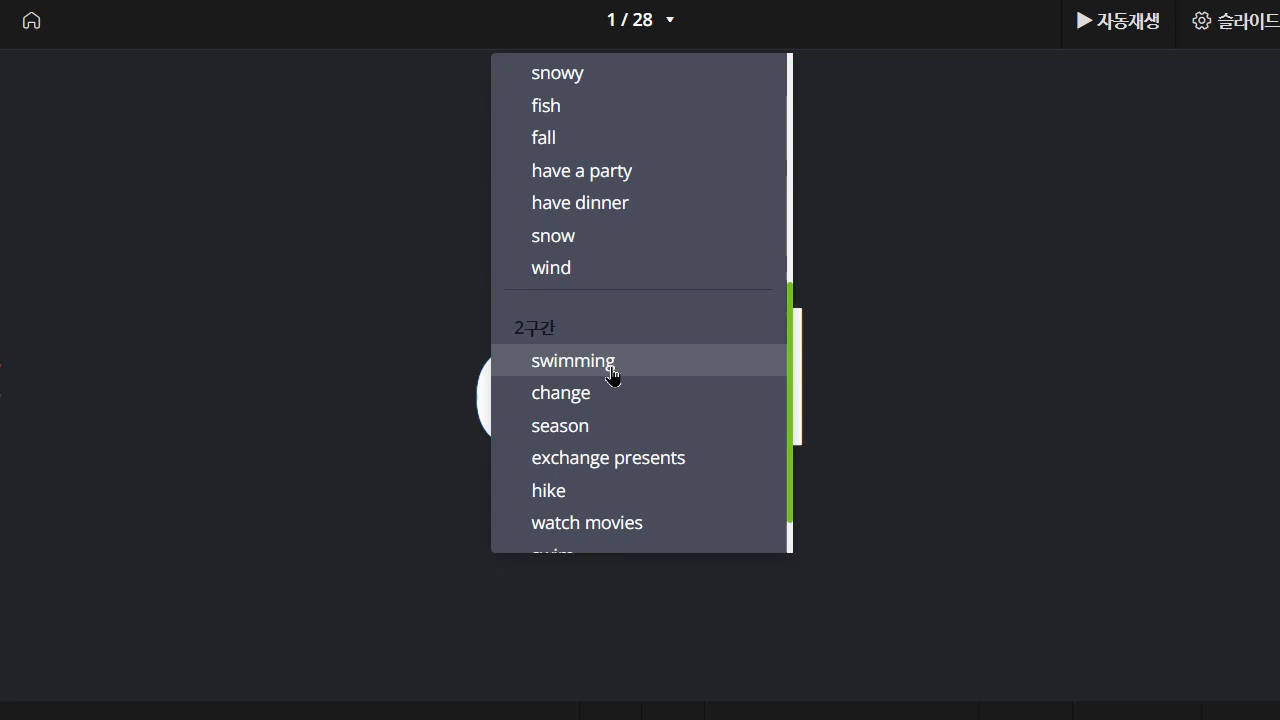 1 / 28
자동재생
슬라이드
snowy
fish
fall
have a party
have dinner
snow
wind
2구간
swimming
change
season
exchange presents
hike
watch movies
swim